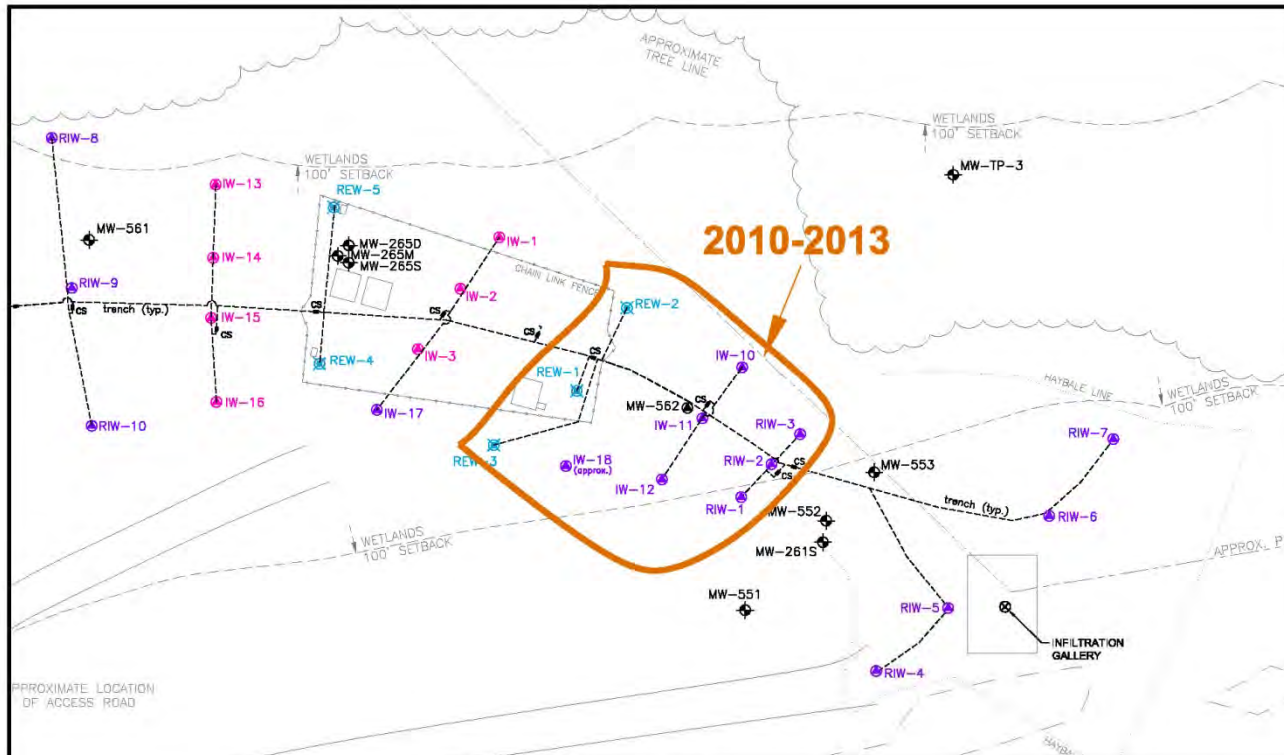 APPROXIMATE
TREE LINE
WETLANDS
100' SETBACK
MW-TP-3
RIW-8
WETLANDS
100' SETBACK
IW-13
REW-5
MW-561
MW-265D
MW-265M
MW-265S
IW-1
IW-14
2010-2013
CHAIN LINK FENCE
RIW-9
IW-2
REW-2
CS
trench (typ.)
CS
CS
CS
IW-15
CS
CS
IW-3
REW-4
REW-1
IW-10
HAYBALE LINE
WETLANDS
100' SETBACK
IW-16
IW-17
MW-562
CS
IW-11
RIW-10
RIW-3
RIW-7
REW-3
IW-18
(approx.)
RIW-2
CS
CS
MW-553
IW-12
RIW-1
trench (typ.)
RIW-6
MW-552
WETLANDS
100' SETBACK
MW-261S
APPROX. P
MW-551
RIW-5
INFILTRATION
GALLERY
RIW-4
PPROXIMATE LOCATION
OF ACCESS ROAD
HAYBA